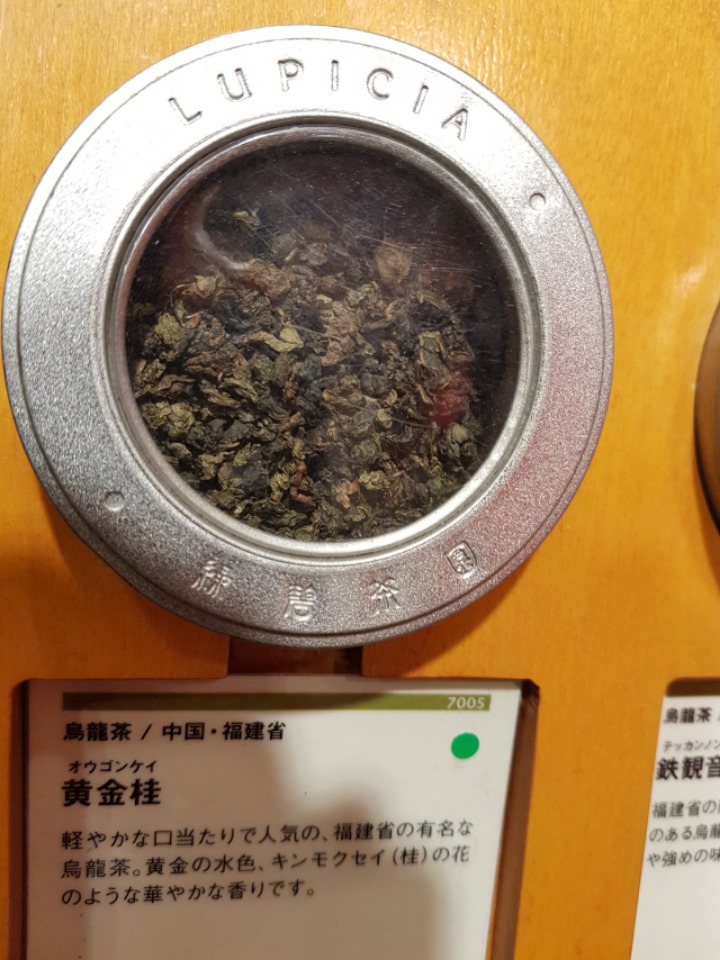 LUPICIA
緑碧茶園
7005
烏龍茶 / 中国・福建省
オウゴンケイ
黄金桂
軽やかな口当たりで人気の、福建省の有名な
烏龍茶。黄金の水色、キンモクセイ(桂)の花
のような華やかな香りです。
烏龍茶 /
テッカンノン
鉄観音
福建省の
のある烏龍
や強めの味